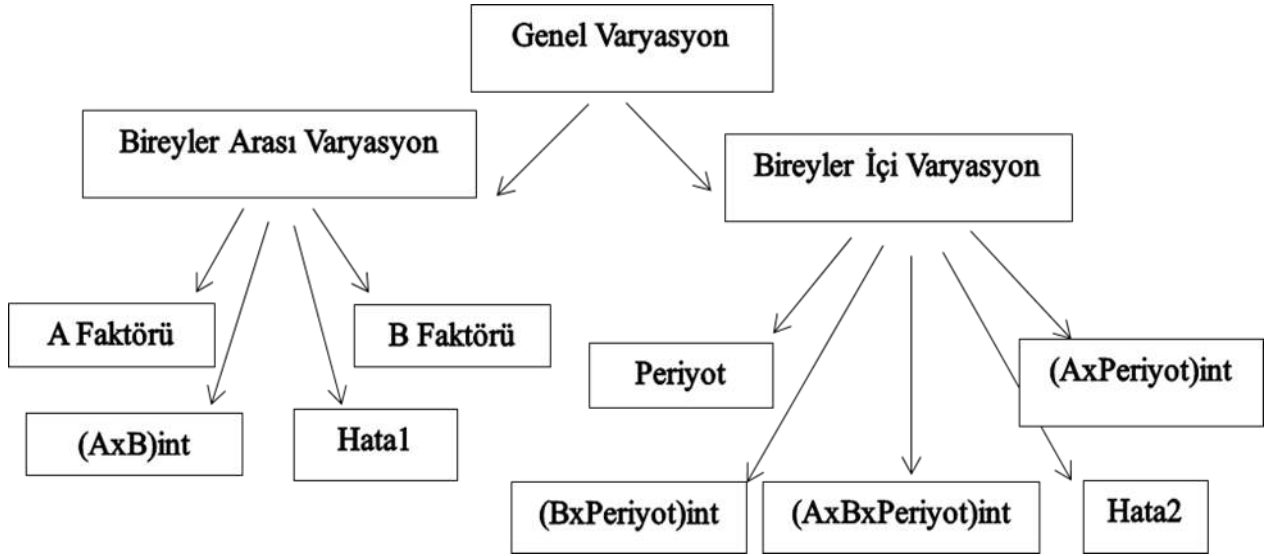 Genel Varyasyon
Bireyler Arası Varyasyon
Bireyler İçi Varyasyon
A Faktörü
B Faktörü
Periyot
(AxPeriyot)int
(AxB)int
Hata1
(BxPeriyot)int
(AxBxPeriyot)int
Hata2